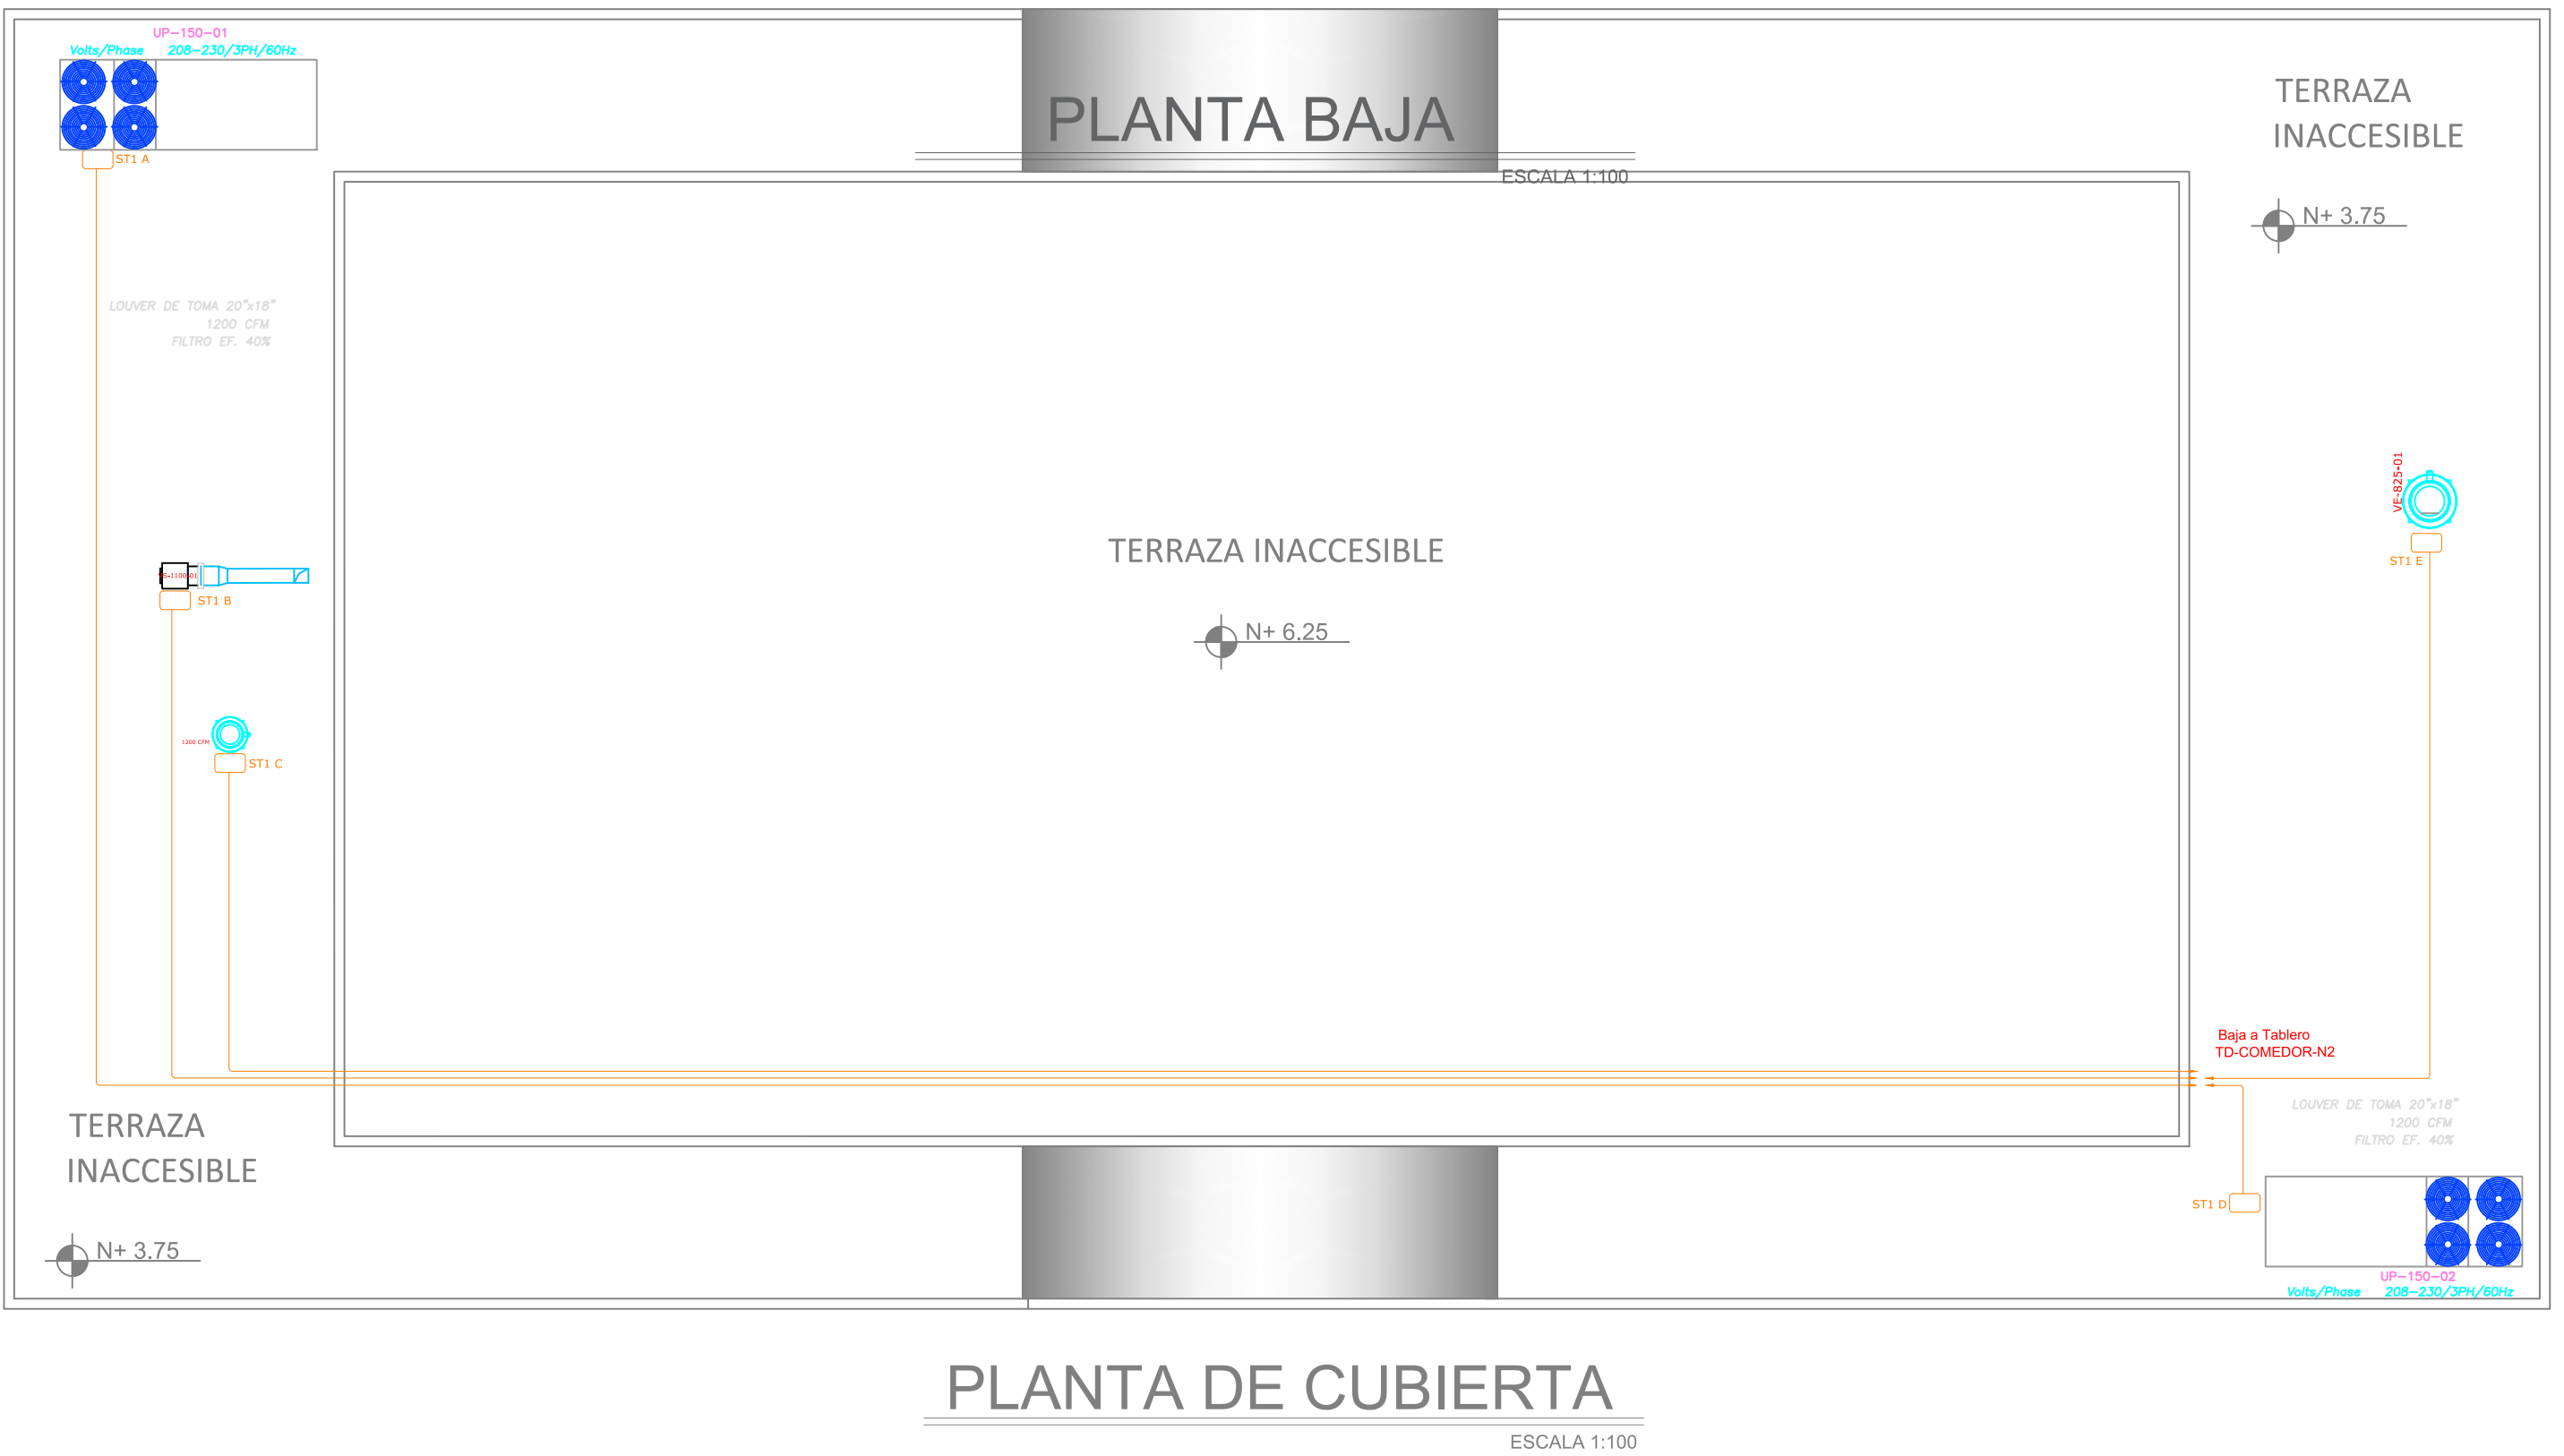 UP-150-01
Volts/Phase 208-230/3PH/60Hz
ST1 A
PLANTA BAJA
ESCALA 1:100
TERRAZA
INACCESIBLE
N+ 3.75
LOUVER DE TOMA 20"x18"
1200 CFM
FILTRO EF. 40%
VE-825-01
ST1 E
TERRAZA INACCESIBLE
N+ 6.25
ST1 B
1200 CFM
ST1 C
Baja a Tablero
TD-COMEDOR-N2
TERRAZA
INACCESIBLE
N+ 3.75
LOUVER DE TOMA 20"x18"
1200 CFM
FILTRO EF. 40%
ST1 D
UP-150-02
Volts/Phase 208-230/3PH/60Hz
PLANTA DE CUBIERTA
ESCALA 1:100